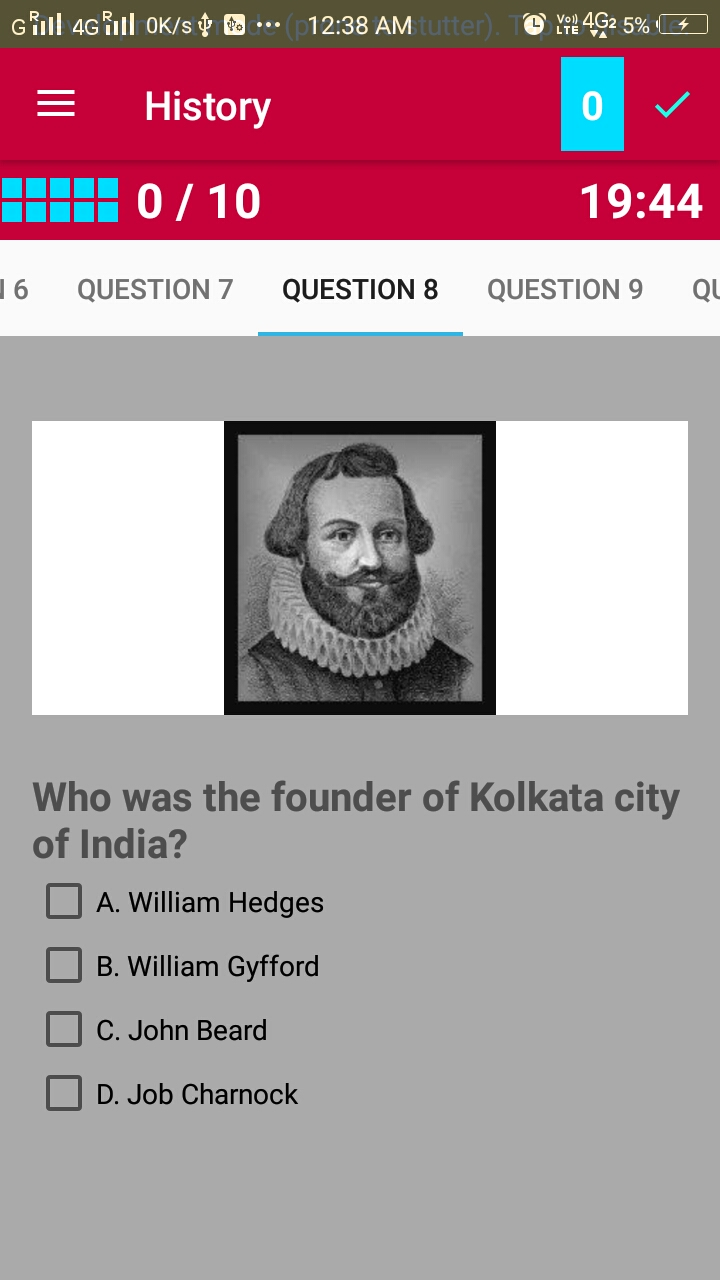 G R 4G R 0K/s 12:38 AM Vo)) LTE 4G2 5%
History 0
0 / 10 19:44
N 6 QUESTION 7 QUESTION 8 QUESTION 9 QU
Who was the founder of Kolkata city
of India?
A. William Hedges
B. William Gyfford
C. John Beard
D. Job Charnock